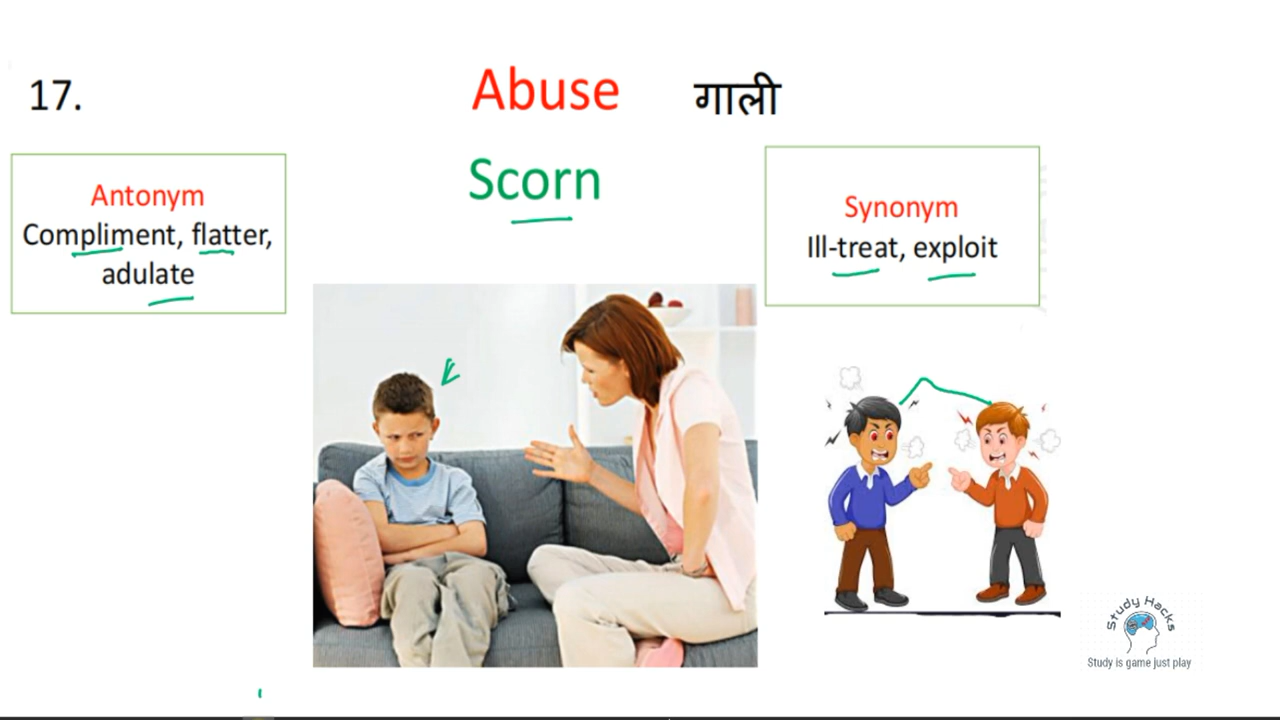 17.
Abuse गाली
Scorn
Antonym
Compliment, flatter,
adulate
Synonym
Ill-treat, exploit
Study Hacks
Study is game just play